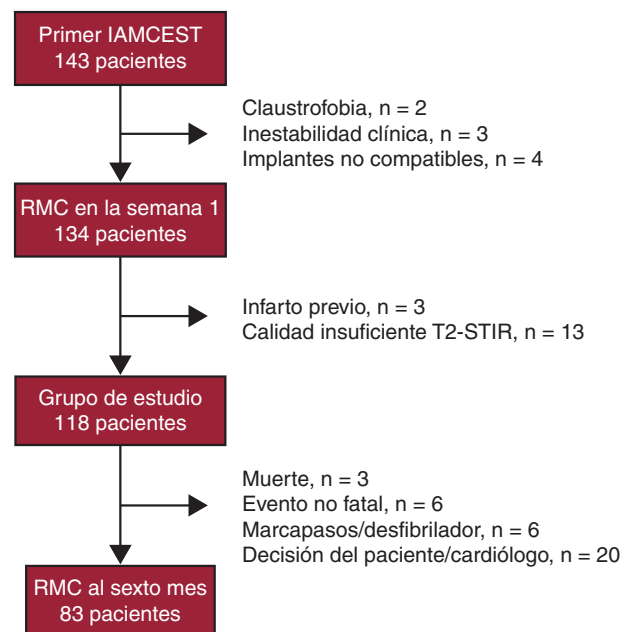 Primer IAMCEST
143 pacientes
Claustrofobia, n = 2
Inestabilidad clínica, n = 3
Implantes no compatibles, n = 4
RMC en la semana 1
134 pacientes
Infarto previo, n = 3
Calidad insuficiente T2-STIR, n = 13
Grupo de estudio
118 pacientes
Muerte, n = 3
Evento no fatal, n = 6
Marcapasos/desfibrilador, n = 6
Decisión del paciente/cardiólogo, n = 20
RMC al sexto mes
83 pacientes